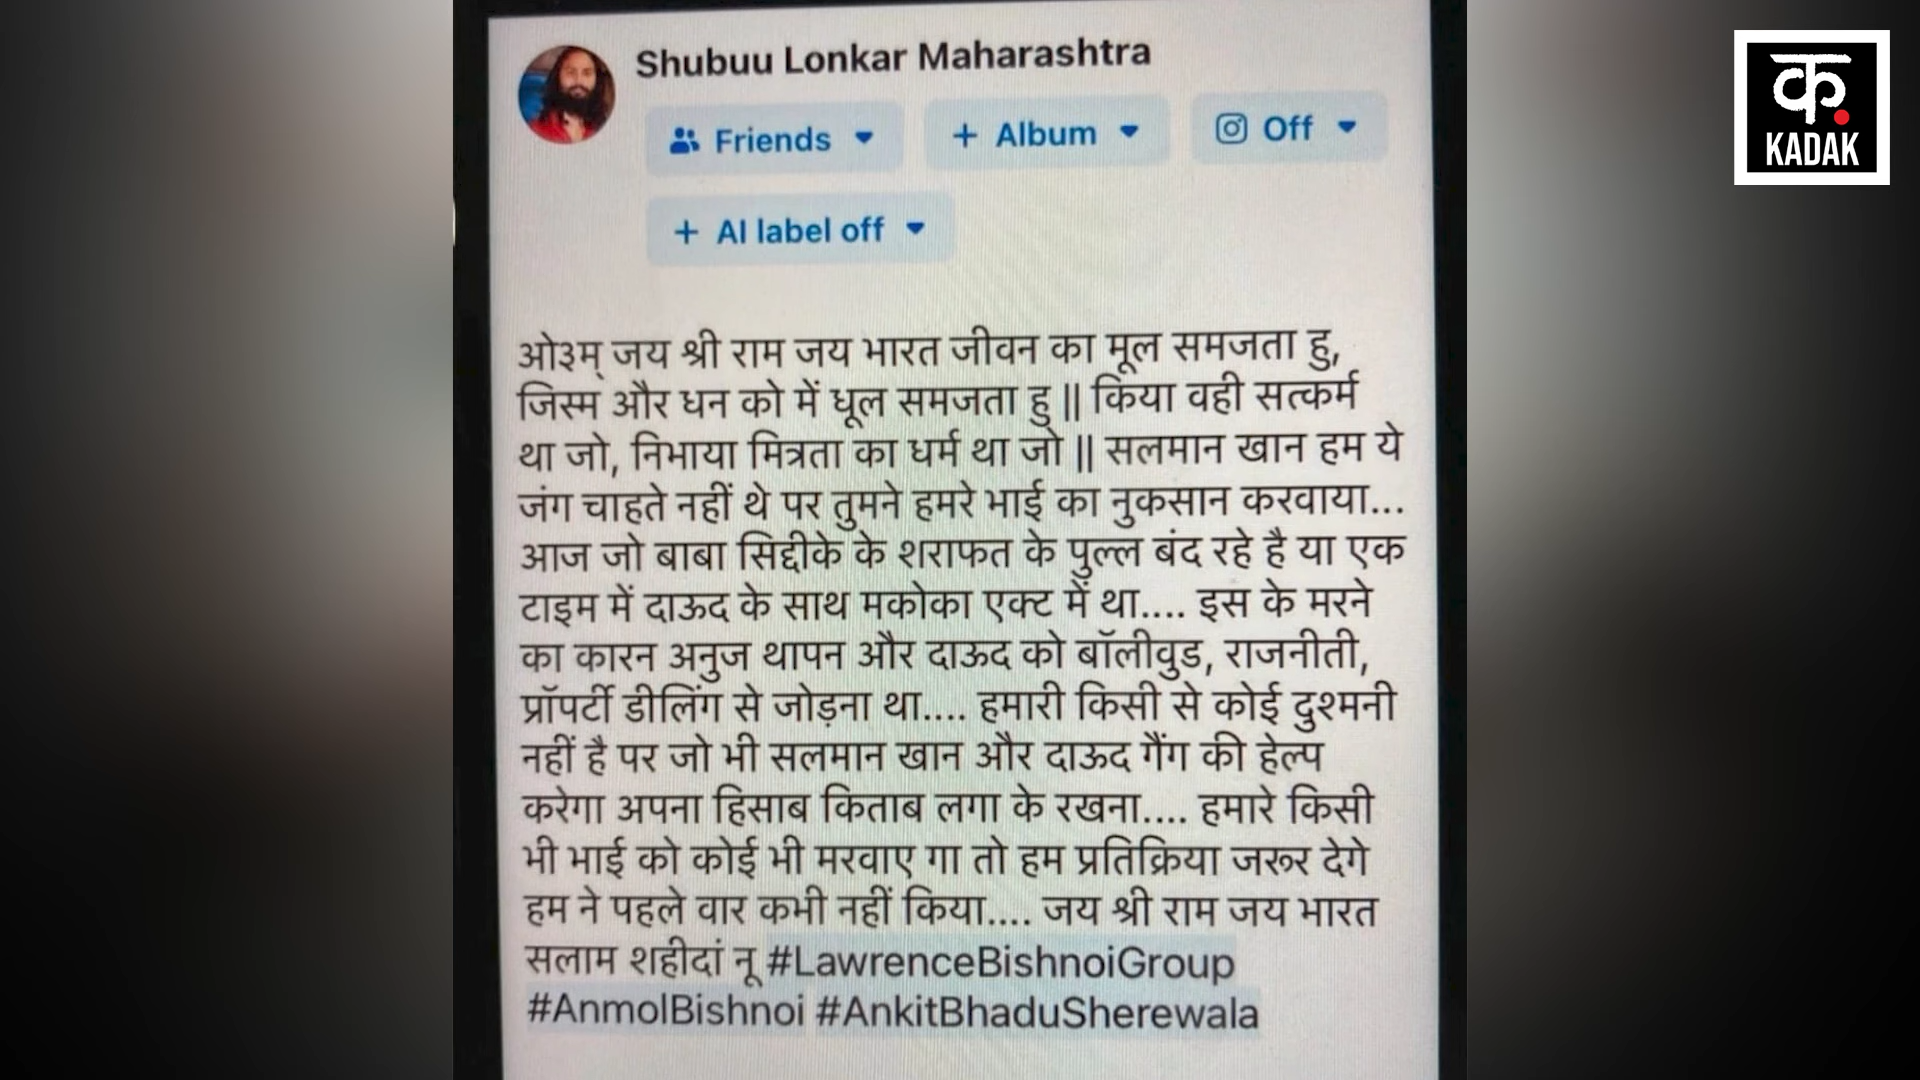 Shubuu Lonkar Maharashtra
Friends
+ Album
Off
+ AI label off
ओ३म् जय श्री राम जय भारत जीवन का मूल समजता हु,
जिस्म और धन को में धूल समजता हु || किया वही सत्कर्म
था जो, निभाया मित्रता का धर्म था जो || सलमान खान हम ये
जंग चाहते नहीं थे पर तुमने हमरे भाई का नुकसान करवाया...
आज जो बाबा सिद्दीके के शराफत के पुल्ल बंद रहे है या एक
टाइम में दाऊद के साथ मकोका एक्ट में था.... इस के मरने
का कारन अनुज थापन और दाऊद को बॉलीवुड, राजनीती,
प्रॉपर्टी डीलिंग से जोड़ना था.... हमारी किसी से कोई दुश्मनी
नहीं है पर जो भी सलमान खान और दाऊद गैंग की हेल्प
करेगा अपना हिसाब किताब लगा के रखना.... हमारे किसी
भी भाई को कोई भी मरवाए गा तो हम प्रतिक्रिया जरूर देगे
हम ने पहले वार कभी नहीं किया.... जय श्री राम जय भारत
सलाम शहीदां नू #LawrenceBishnoiGroup
#AnmolBishnoi #AnkitBhaduSherewala
क.
KADAK